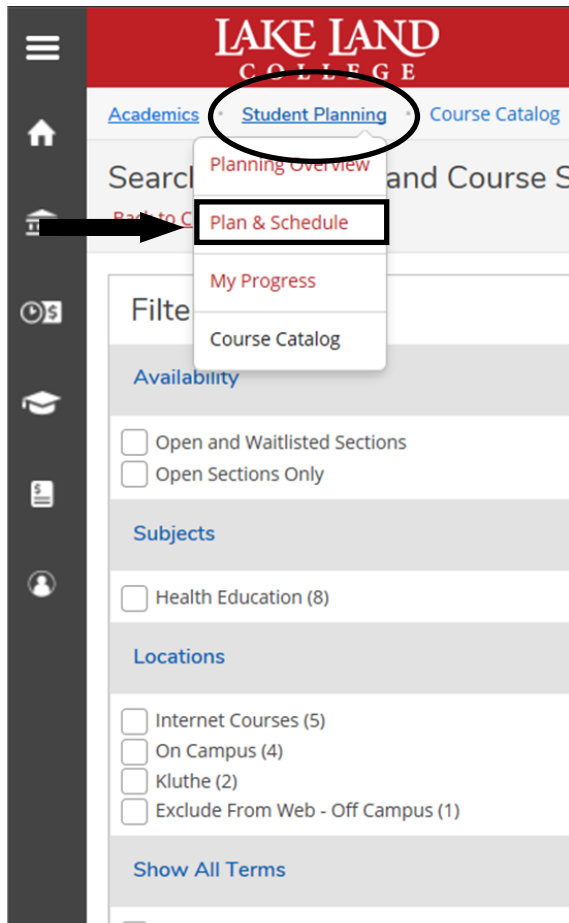 LAKE LAND
COLLEGE
Academics · Student Planning · Course Catalog
Planning Overview
Search and Course S
Plan & Schedule
My Progress
Filte
Course Catalog
Availability
Open and Waitlisted Sections
Open Sections Only
Subjects
Health Education (8)
Locations
Internet Courses (5)
On Campus (4)
Kluthe (2)
Exclude From Web - Off Campus (1)
Show All Terms